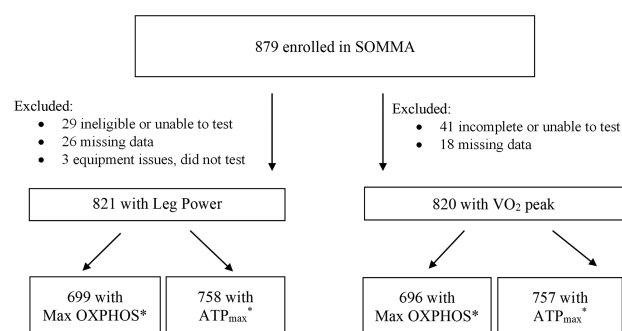 879 enrolled in SOMMA
Excluded:
• 29 ineligible or unable to test
• 26 missing data
• 3 equipment issues, did not test
Excluded:
• 41 incomplete or unable to test
• 18 missing data
821 with Leg Power
820 with VO₂ peak
699 with
Max OXPHOS*
758 with
ATPmax*
696 with
Max OXPHOS*
757 with
ATPmax*